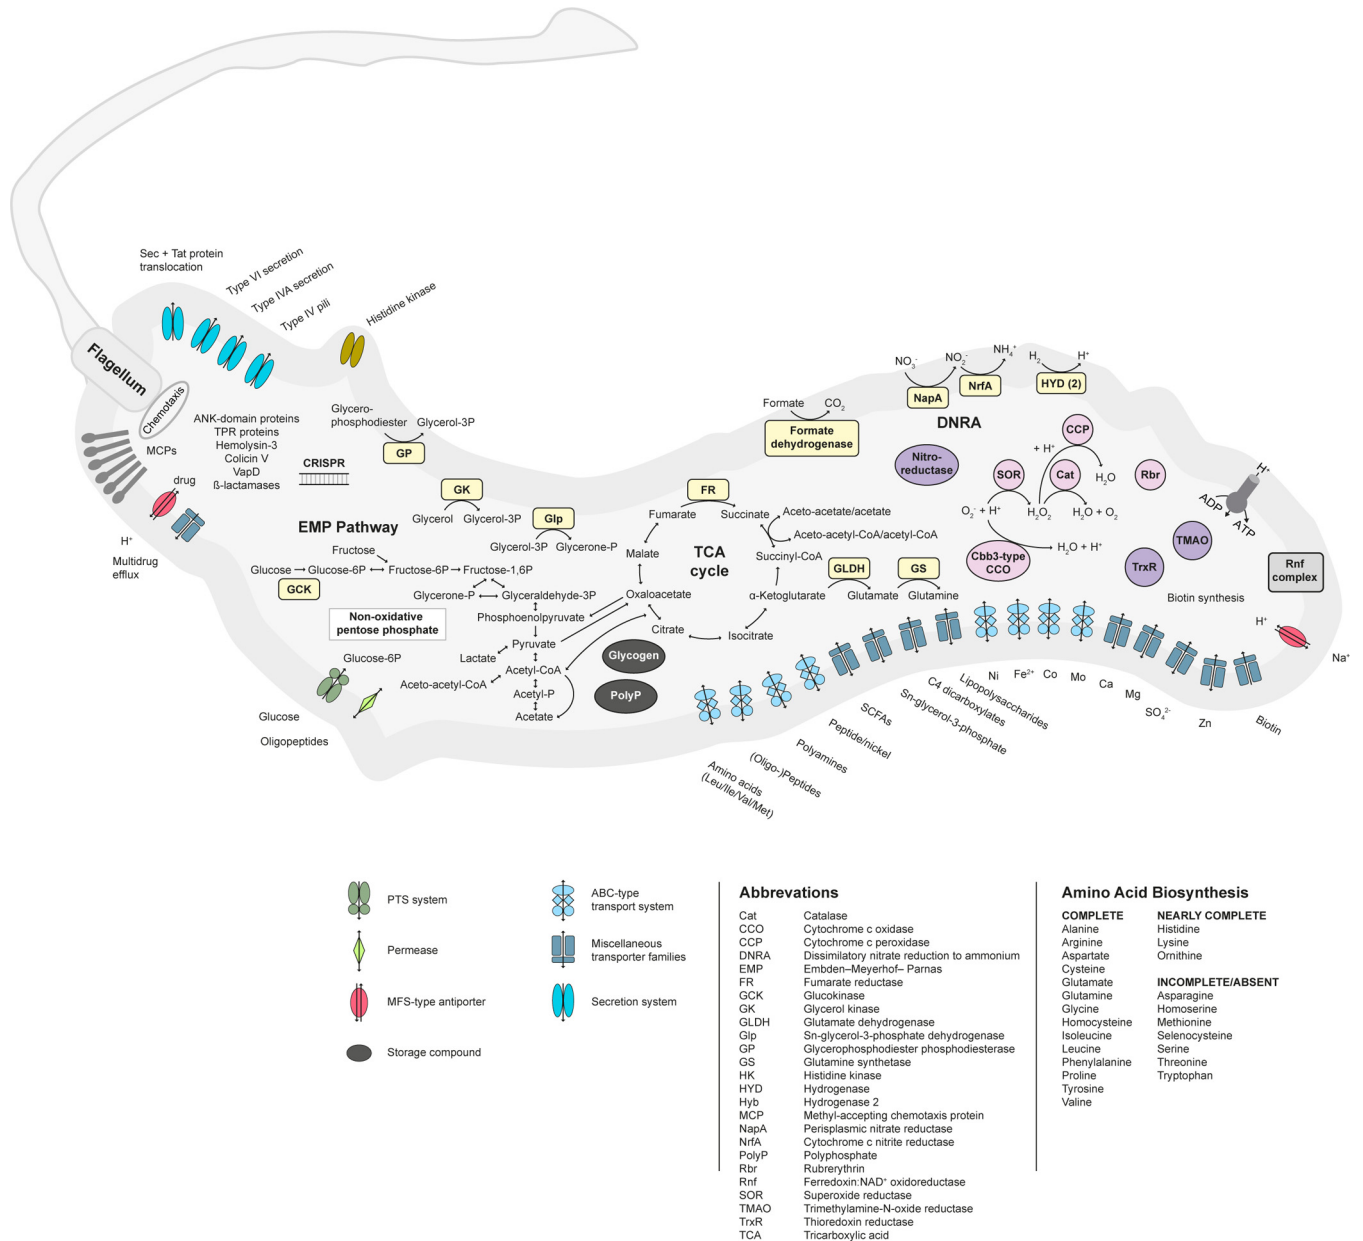 Sec + Tat protein
translocation
Type VI secretion
Type IVA secretion
Type IV pili
Histidine kinase
Flagellum
Chemotaxis
MCPs
ANK-domain proteins
TPR proteins
Hemolysin-3
Colicin V
VapD
ß-lactamases
CRISPR
drug
H⁺
Multidrug
efflux
Glycero-
phosphodiester
Glycerol-3P
GP
GK
Glycerol
Glycerol-3P
Glp
Glycerol-3P
Glycerone-P
EMP Pathway
Fructose
Glucose
Glucose-6P
Fructose-6P
Fructose-1,6P
GCK
Glycerone-P
Glyceraldehyde-3P
Non-oxidative
pentose phosphate
Phosphoenolpyruvate
Pyruvate
Lactate
Acetyl-CoA
Aceto-acetyl-CoA
Acetyl-P
Acetate
Glucose-6P
Glucose
Oligopeptides
FR
Fumarate
Succinate
Malate
TCA
cycle
Oxaloacetate
Citrate
Isocitrate
α-Ketoglutarate
Succinyl-CoA
Aceto-acetate/acetate
Aceto-acetyl-CoA/acetyl-CoA
GLDH
GS
Glutamate
Glutamine
Glycogen
PolyP
Formate
CO₂
Formate
dehydrogenase
NO₃⁻
NO₂⁻
NH₄⁺
NapA
NrfA
H₂
H⁺
HYD (2)
DNRA
Nitro-
reductase
CCP
+ H⁺
H₂O
SOR
Cat
Rbr
O₂⁻ + H⁺
H₂O₂
H₂O + O₂
H₂O + H⁺
Cbb3-type
CCO
TMAO
TrxR
H⁺
ADP
ATP
Rnf
complex
Biotin synthesis
H⁺
Na⁺
Amino acids
(Leu/Ile/Val/Met)
(Oligo-)Peptides
Polyamines
Peptide/nickel
SCFAs
Sn-glycerol-3-phosphate
C4 dicarboxylates
Lipopolysaccharides
Ni
Fe²⁺
Co
Mo
Ca
Mg
SO₄²⁻
Zn
Biotin
PTS system
Permease
MFS-type antiporter
Storage compound
ABC-type
transport system
Miscellaneous
transporter families
Secretion system
Abbrevations
Cat Catalase
CCO Cytochrome c oxidase
CCP Cytochrome c peroxidase
DNRA Dissimilatory nitrate reduction to ammonium
EMP Embden–Meyerhof– Parnas
FR Fumarate reductase
GCK Glucokinase
GK Glycerol kinase
GLDH Glutamate dehydrogenase
Glp Sn-glycerol-3-phosphate dehydrogenase
GP Glycerophosphodiester phosphodiesterase
GS Glutamine synthetase
HK Histidine kinase
HYD Hydrogenase
Hyb Hydrogenase 2
MCP Methyl-accepting chemotaxis protein
NapA Perisplasmic nitrate reductase
NrfA Cytochrome c nitrite reductase
PolyP Polyphosphate
Rbr Rubrerythrin
Rnf Ferredoxin:NAD⁺ oxidoreductase
SOR Superoxide reductase
TMAO Trimethylamine-N-oxide reductase
TrxR Thioredoxin reductase
TCA Tricarboxylic acid
Amino Acid Biosynthesis
COMPLETE
Alanine
Arginine
Aspartate
Cysteine
Glutamate
Glutamine
Glycine
Homocysteine
Isoleucine
Leucine
Phenylalanine
Proline
Tyrosine
Valine
NEARLY COMPLETE
Histidine
Lysine
Ornithine
INCOMPLETE/ABSENT
Asparagine
Homoserine
Methionine
Selenocysteine
Serine
Threonine
Tryptophan